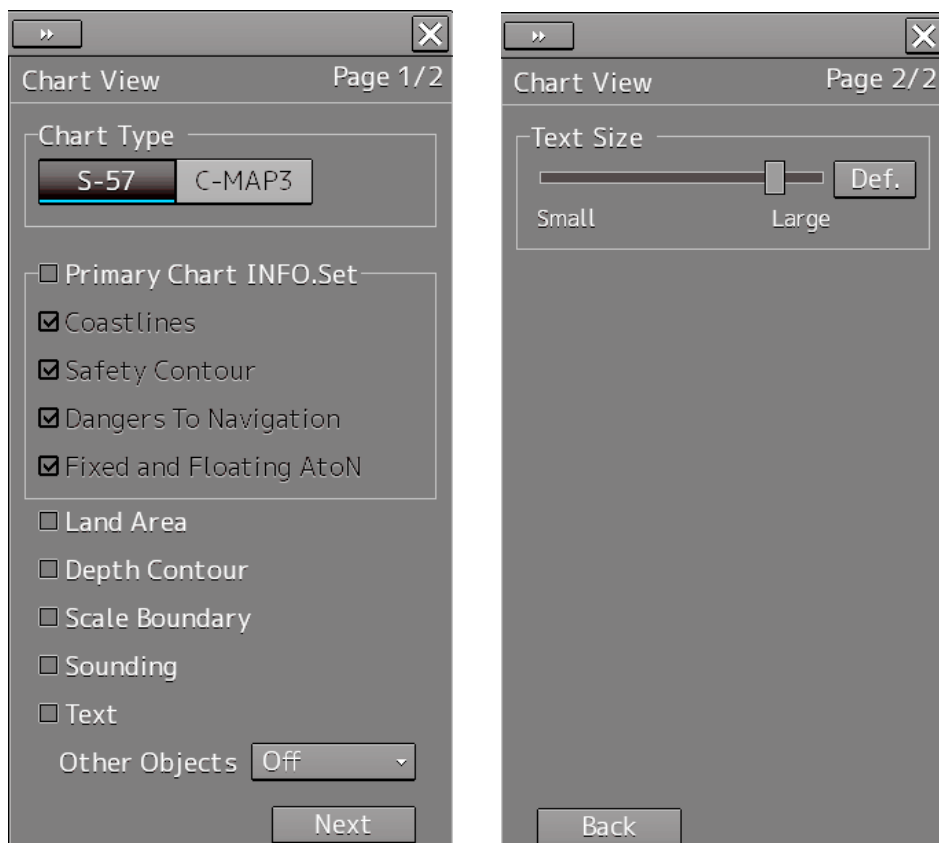 Chart View Page 1/2
Chart Type
S-57 C-MAP3
Primary Chart INFO.Set
Coastlines
Safety Contour
Dangers To Navigation
Fixed and Floating AtoN
Land Area
Depth Contour
Scale Boundary
Sounding
Text
Other Objects Off
Next
Chart View Page 2/2
Text Size
Def.
Small Large
Back